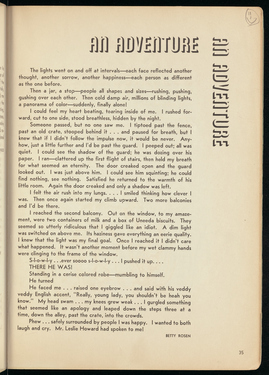 AN ADVENTURE
AN ADVENTURE
The lights went on and off at intervals—each face reflected another
thought, another sorrow, another happiness—each person as different
as the one before.
Then a jar, a stop—people all shapes and sizes—rushing, pushing,
gushing over each other. Then cold damp air, millions of blinding lights,
a panorama of color—suddenly, finally alone!
I could feel my heart beating, tearing inside of me. I rushed for-
ward, cut to one side, stood breathless, hidden by the night.
Someone passed, but no one saw me. I tiptoed past the fence,
past an old crate, stooped behind it . . . and paused for breath, but I
knew that if I didn't follow the impulse now, it would be never. Any-
how, just a little further and I'd be past the guard. I peeped out; all was
quiet. I could see the shadow of the guard; he was dozing over his
paper. I ran—clattered up the first flight of stairs, then held my breath
for what seemed an eternity. The door creaked open and the guard
looked out. I was just above him. I could see him squinting; he could
find nothing, see nothing. Satisfied he returned to the warmth of his
little room. Again the door creaked and only a shadow was left.
I felt the air rush into my lungs. . . . I smiled thinking how clever I
was. Then once again started my climb upward. Two more balconies
and I'd be there!
I reached the second balcony. Out on the window, to my amaze-
ment, were two containers of milk and a box of Uneeda biscuits. They
seemed so utterly ridiculous that I giggled like an idiot. A dim light
was switched on above me. Its haziness gave everything an eerie quality.
I knew that light was my final goal. Once I reached it I didn't care
what happened. It wasn't another moment before my wet clammy hands
were clinging to the frame of the window.
S-l-o-w-l-y . . . ever soooo s-l-o-w-l-y . . . I pushed it up. . . .
THERE HE WAS!
Standing in a cerise colored robe—mumbling to himself.
He turned
He faced me . . . raised one eyebrow . . . and said with his veddy
veddy English accent, "Really, young lady, you shouldn't be heah you
know." My head swam . . . my knees grew weak . . . I gurgled something
that seemed like an apology and leaped down the steps three at a
time, down the alley, past the crate, into the crowds.
Phew . . . safely surrounded by people I was happy. I wanted to both
laugh and cry. Mr. Leslie Howard had spoken to me!
BETTY ROSEN
35